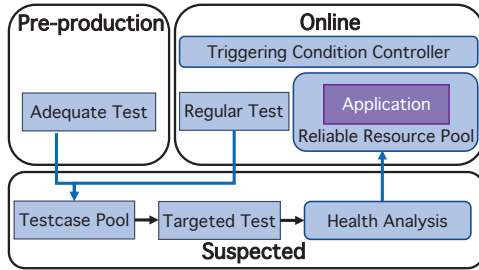 Pre-production
Online
Triggering Condition Controller
Adequate Test
Regular Test
Application
Reliable Resource Pool
Testcase Pool
Targeted Test
Health Analysis
Suspected